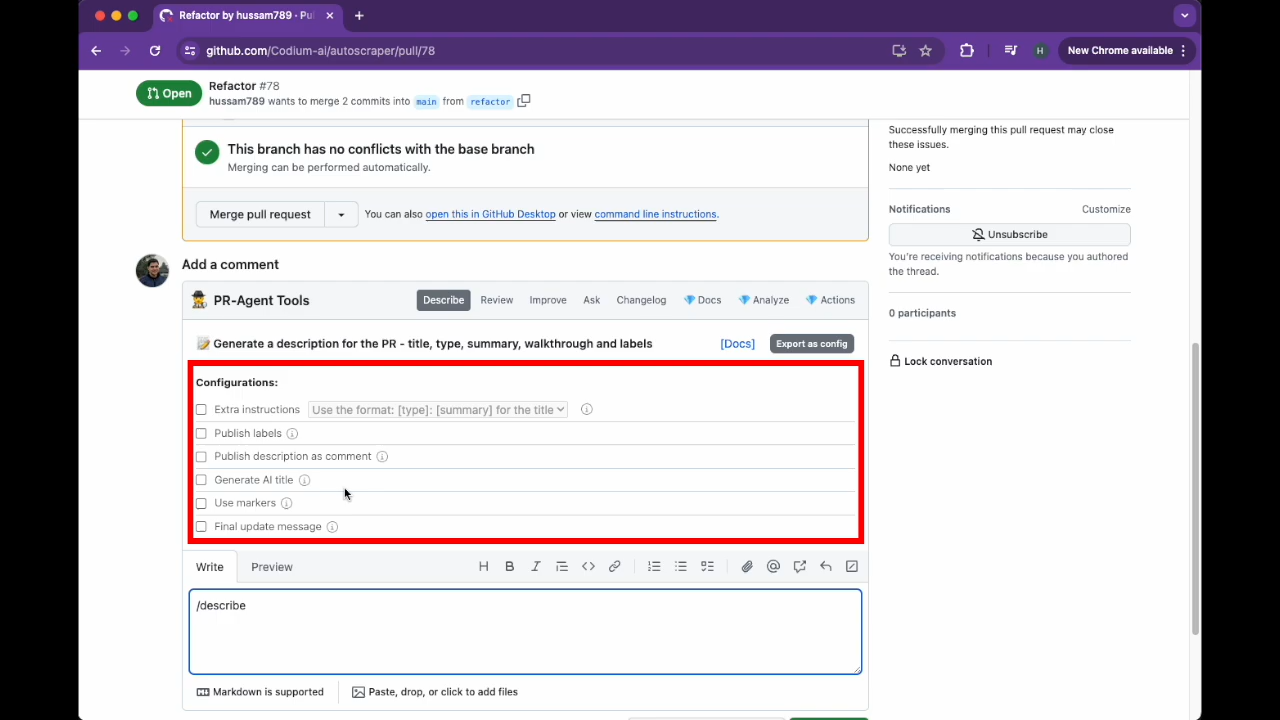 Refactor by hussam789 · Pu
github.com/Codium-ai/autoscraper/pull/78
H
New Chrome available
Open
Refactor #78
hussam789 wants to merge 2 commits into main from refactor
This branch has no conflicts with the base branch
Merging can be performed automatically.
Merge pull request
You can also open this in GitHub Desktop or view command line instructions.
Successfully merging this pull request may close
these issues.
None yet
Notifications
Customize
Unsubscribe
You're receiving notifications because you authored
the thread.
0 participants
Lock conversation
Add a comment
PR-Agent Tools
Describe
Review
Improve
Ask
Changelog
Docs
Analyze
Actions
Generate a description for the PR - title, type, summary, walkthrough and labels
[Docs]
Export as config
Configurations:
Extra instructions
Use the format: [type]: [summary] for the title
Publish labels
Publish description as comment
Generate AI title
Use markers
Final update message
Write
Preview
/describe
Markdown is supported
Paste, drop, or click to add files